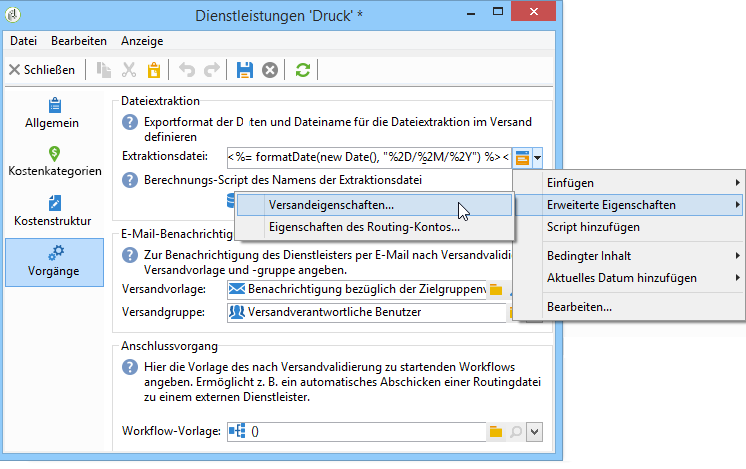 Dienstleistungen 'Druck' *
Datei Bearbeiten Anzeige
Schließen
Allgemein
Kostenkategorien
Kostenstruktur
Vorgänge
Dateiextraktion
Exportformat der D ten und Dateiname für die Dateiextraktion im Versand
definieren
Extraktionsdatei: <%= formatDate(new Date(), "%2D/%2M/%2Y") %><
Berechnungs-Script des Namens der Extraktionsdatei
Einfügen
Erweiterte Eigenschaften
Script hinzufügen
Bedingter Inhalt
Aktuelles Datum hinzufügen
Bearbeiten...
Versandeigenschaften...
Eigenschaften des Routing-Kontos...
E-Mail-Benachrichtig
Zur Benachrichtigung des Dienstleisters per E-Mail nach Versandvalidi
Versandvorlage und -gruppe angeben.
Versandvorlage: Benachrichtigung bezüglich der Zielgruppenv
Versandgruppe: Versandverantwortliche Benutzer
Anschlussvorgang
Hier die Vorlage des nach Versandvalidierung zu startenden Workflows
angeben. Ermöglicht z. B. ein automatisches Abschicken einer Routingdatei
zu einem externen Dienstleister.
Workflow-Vorlage: ()